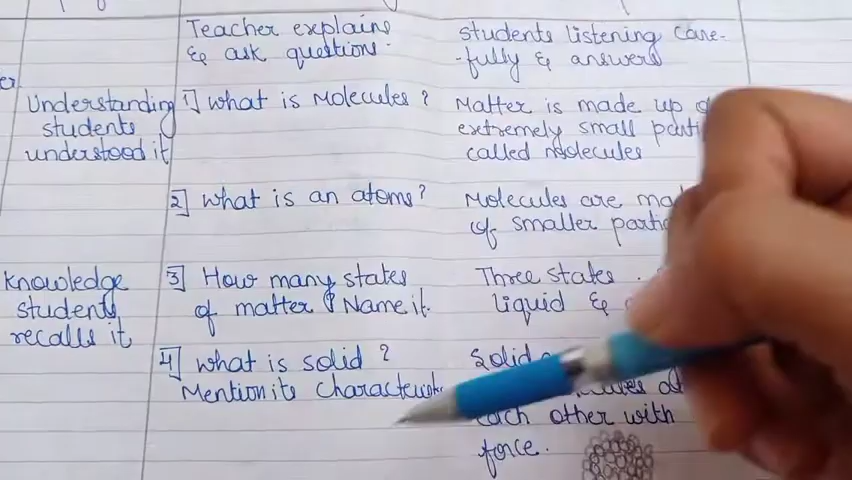 Teacher explains
& ask questions.
students listening care-
-fully & answers
Understanding
students
understood it
1] what is Molecules ?
Matter is made up
extremely small
called molecules
2] what is an atoms?
Molecules are
of smaller
Knowledge
students
recalls it
3] How many states
of matter ? Name it.
Three states.
liquid &
4] what is solid ?
Mention its
Solid
each other with
force.